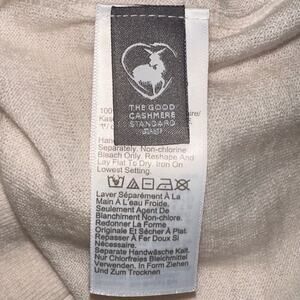 THE GOOD
CASHMERE
STANDARD
100
Separately. Non-chlorine
Bleach Only. Reshape And
Lay Flat To Dry. Iron On
Lowest Setting.
Laver Séparément À La
Main À L'Eau Froide.
Seulement Agent De
Blanchiment Non-chlore.
Redonner La Forme
Originale Et Sécher À Plat.
Repasser À Fer Doux Si
Nécessaire.
Separate Handwäsche Kalt.
Nur Chlorfreies Bleichmittel
Verwenden. In Form Ziehen
Und Zum Trocknen